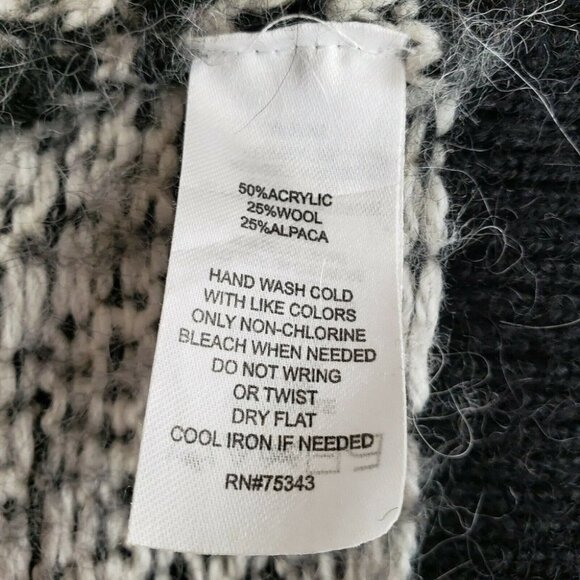 50%ACRYLIC
25%WOOL
25%ALPACA
HAND WASH COLD
WITH LIKE COLORS
ONLY NON-CHLORINE
BLEACH WHEN NEEDED
DO NOT WRING
OR TWIST
DRY FLAT
COOL IRON IF NEEDED
RN#75343